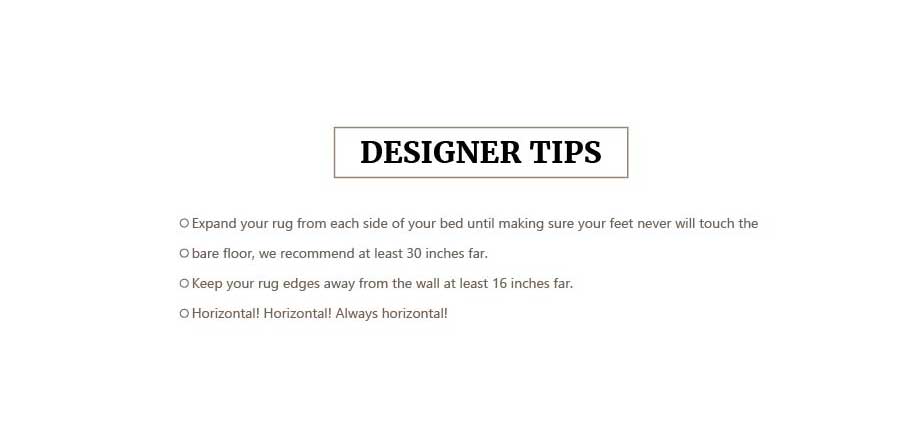 DESIGNER TIPS
○ Expand your rug from each side of your bed until making sure your feet never will touch the
○ bare floor, we recommend at least 30 inches far.
○ Keep your rug edges away from the wall at least 16 inches far.
○ Horizontal! Horizontal! Always horizontal!